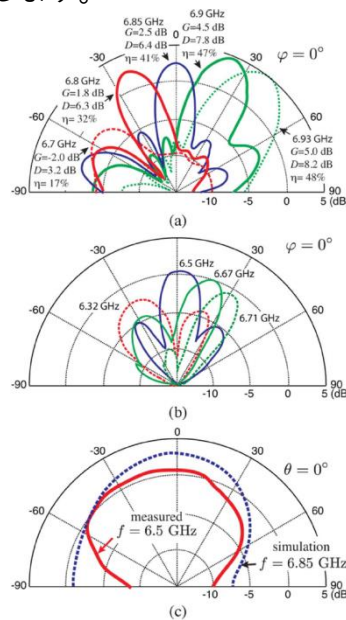 6.85 GHz
G=2.5 dB
D=6.4 dB
η= 41%
6.9 GHz
G=4.5 dB
D=7.8 dB
η= 47%
φ = 0°
6.8 GHz
G=1.8 dB
D=6.3 dB
η= 32%
-30 0 30
-60 60
6.7 GHz
G=-2.0 dB
D=3.2 dB
η= 17%
6.93 GHz
G=5.0 dB
D=8.2 dB
η= 48%
-90 -10 -5 0 5 (dB)
(a)
0
-30 30
φ = 0°
6.5 GHz
6.67 GHz
-60 60
6.32 GHz
6.71 GHz
-90 -10 -5 0 5 (dB)
(b)
0
-30 30
θ = 0°
-60 60
measured
f = 6.5 GHz
simulation
f = 6.85 GHz
-90 -10 -5 0 5 (dB)
(c)